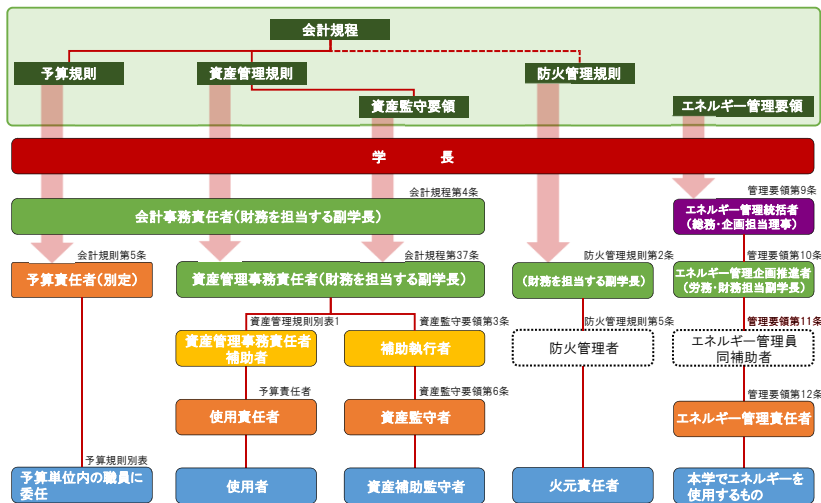 会計規程
予算規則
資産管理規則
防火管理規則
資産監守要領
エネルギー管理要領
学　長
会計規程第4条
管理要領第9条
会計事務責任者(財務を担当する副学長)
エネルギー管理統括者
(総務・企画担当理事)
会計規則第5条
会計規程第37条
防火管理規則第2条
管理要領第10条
予算責任者(別定)
資産管理事務責任者(財務を担当する副学長)
(財務を担当する副学長)
エネルギー管理企画推進者
(労務・財務担当副学長)
資産管理規則別表1
資産監守要領第3条
防火管理規則第5条
管理要領第11条
資産管理事務責任者
補助者
補助執行者
防火管理者
エネルギー管理員
同補助者
予算責任者
資産監守要領第6条
管理要領第12条
使用責任者
資産監守者
エネルギー管理責任者
予算規則別表
予算単位内の職員に
委任
使用者
資産補助監守者
火元責任者
本学でエネルギーを
使用するもの